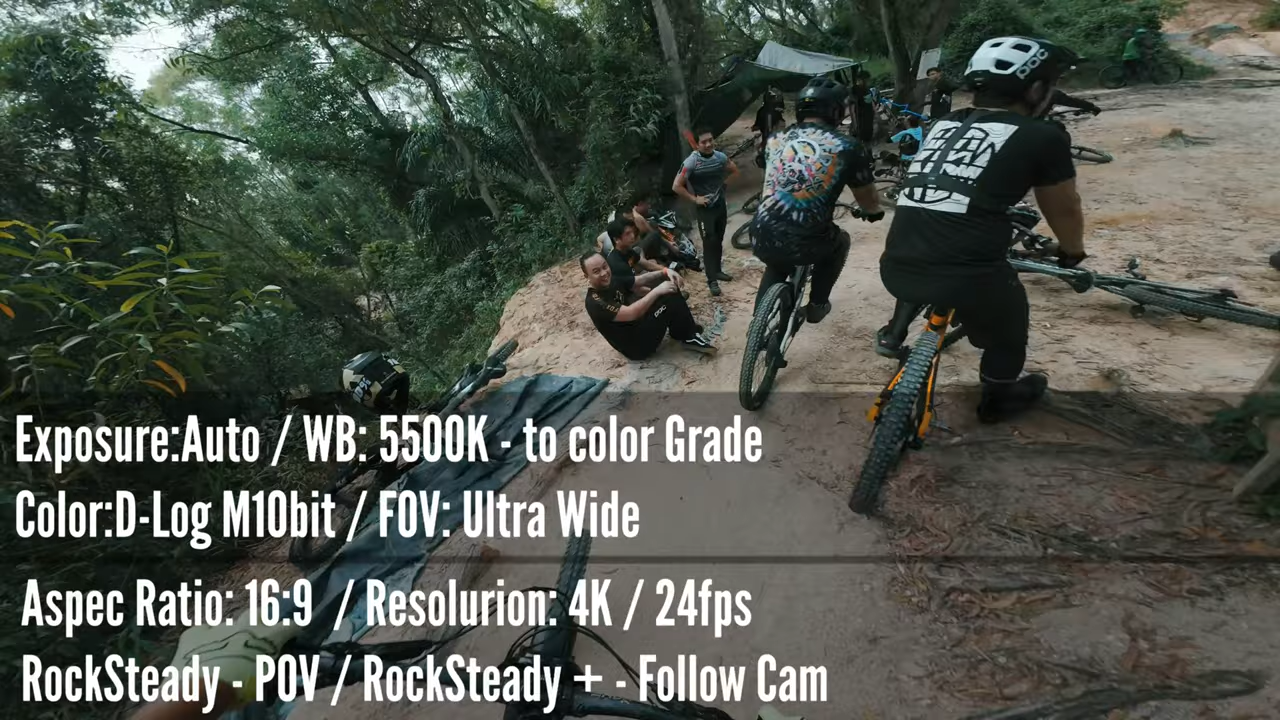 poc
Exposure:Auto / WB: 5500K - to color Grade
Color:D-Log M10bit / FOV: Ultra Wide
Aspec Ratio: 16:9 / Resolurion: 4K / 24fps
RockSteady - POV / RockSteady + - Follow Cam